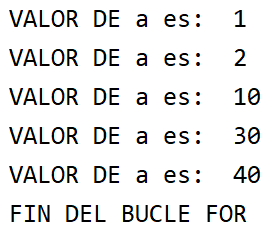 VALOR DE a es:  1
VALOR DE a es:  2
VALOR DE a es:  10
VALOR DE a es:  30
VALOR DE a es:  40
FIN DEL BUCLE FOR